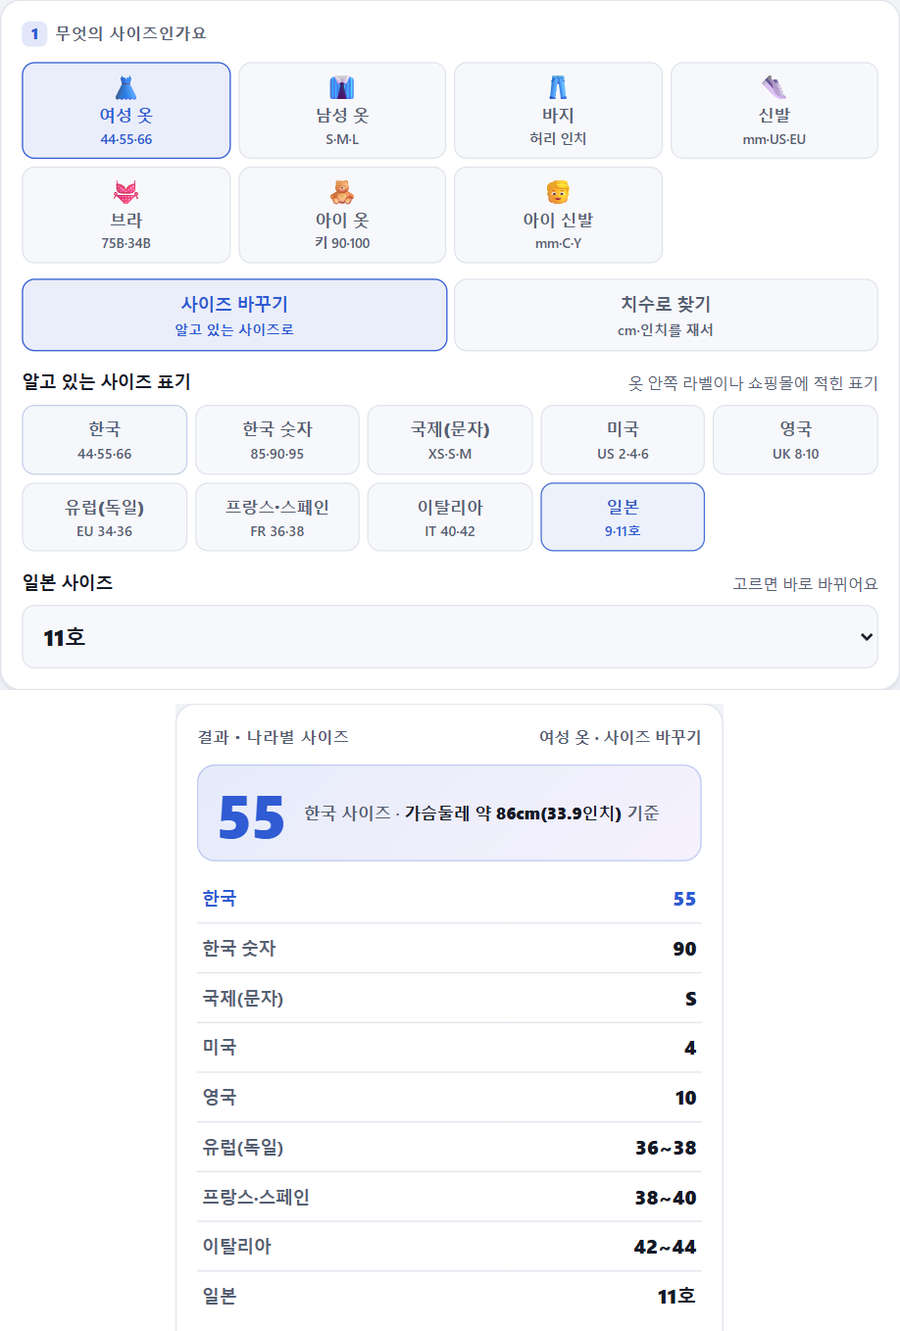 1 무엇의 사이즈인가요
여성 옷
44·55·66
남성 옷
S·M·L
바지
허리 인치
신발
mm·US·EU
브라
75B·34B
아이 옷
키 90·100
아이 신발
mm·C·Y
사이즈 바꾸기
알고 있는 사이즈로
치수로 찾기
cm·인치를 재서
알고 있는 사이즈 표기
옷 안쪽 라벨이나 쇼핑몰에 적힌 표기
한국
44·55·66
한국 숫자
85·90·95
국제(문자)
XS·S·M
미국
US 2·4·6
영국
UK 8·10
유럽(독일)
EU 34·36
프랑스·스페인
FR 36·38
이탈리아
IT 40·42
일본
9·11호
일본 사이즈
고르면 바로 바뀌어요
11호
결과 · 나라별 사이즈
여성 옷 · 사이즈 바꾸기
55 한국 사이즈 · 가슴둘레 약 86cm(33.9인치) 기준
한국 55
한국 숫자 90
국제(문자) S
미국 4
영국 10
유럽(독일) 36~38
프랑스·스페인 38~40
이탈리아 42~44
일본 11호